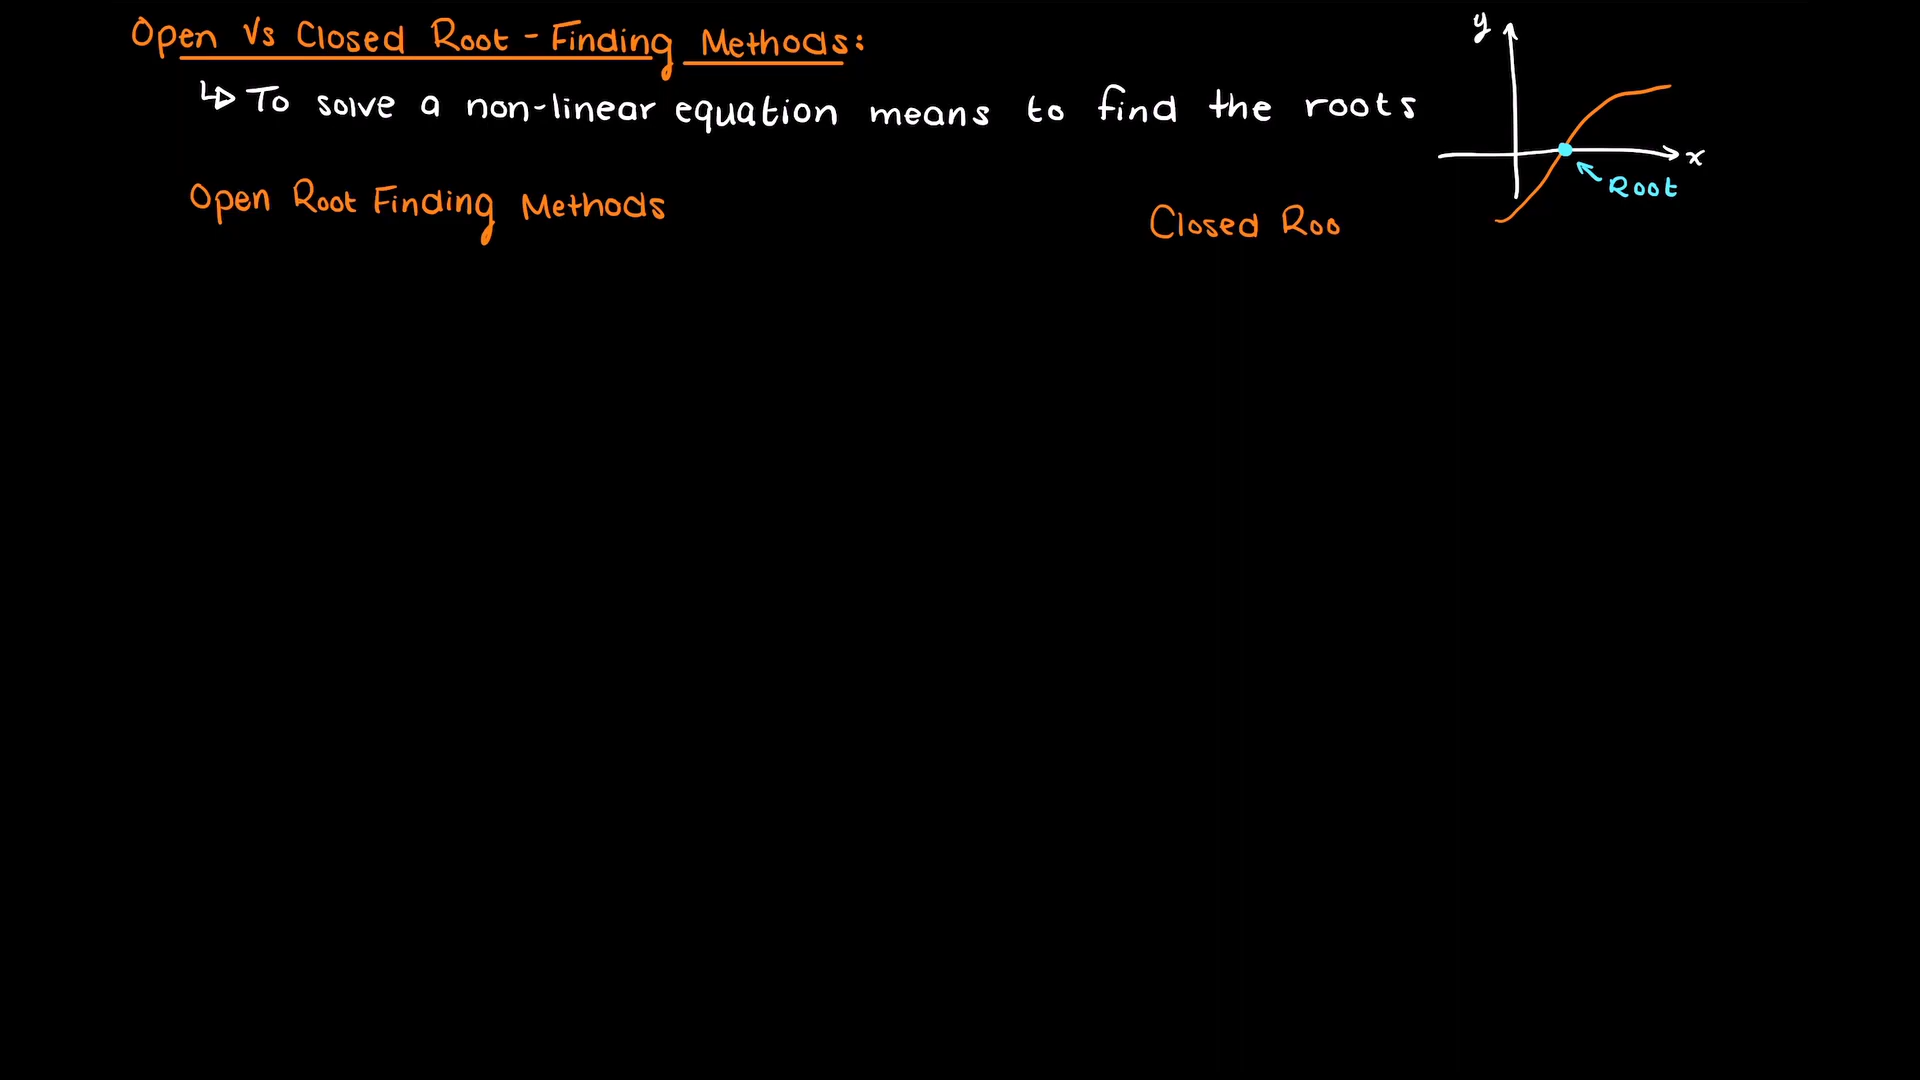 Open Vs Closed Root - Finding Methods:
↳ To solve a non-linear equation means to find the roots
y
x
Root
Open Root Finding Methods
Closed Roo